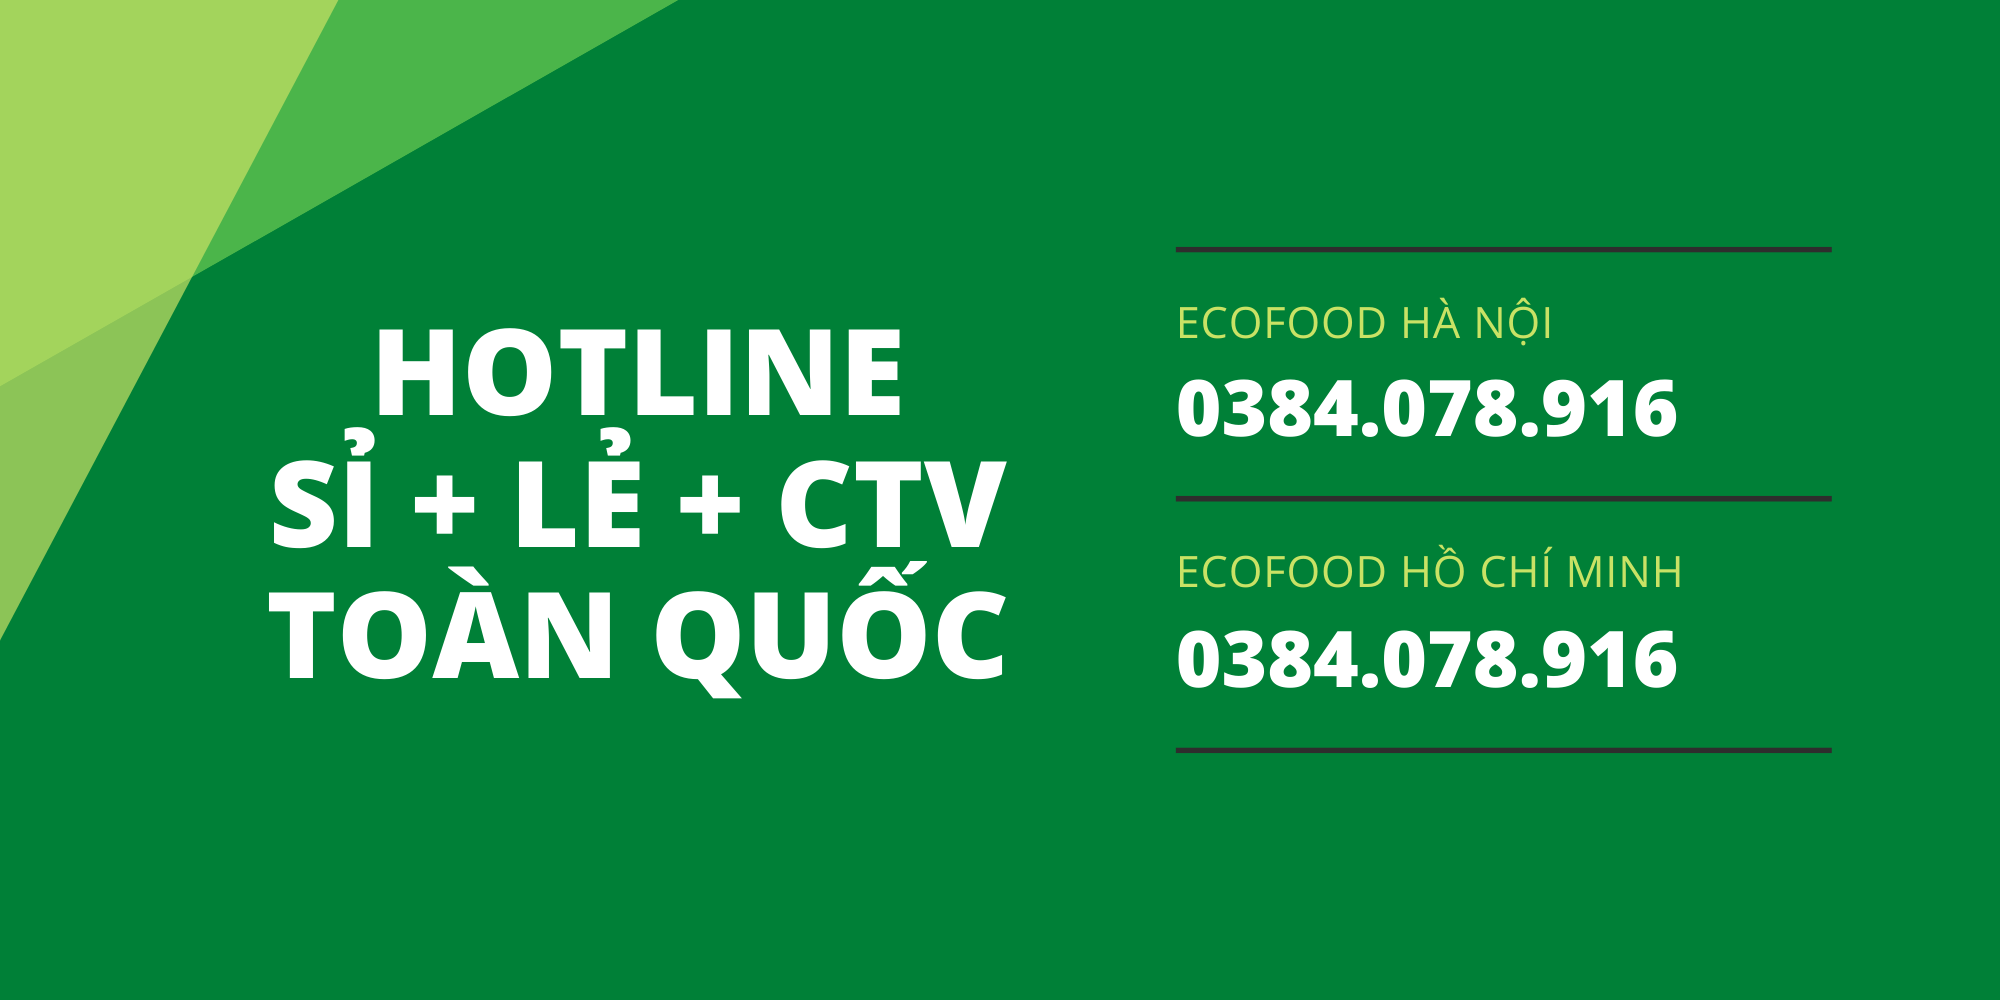 HOTLINE
SỈ + LẺ + CTV
TOÀN QUỐC
ECOFOOD HÀ NỘI
0384.078.916
ECOFOOD HỒ CHÍ MINH
0384.078.916